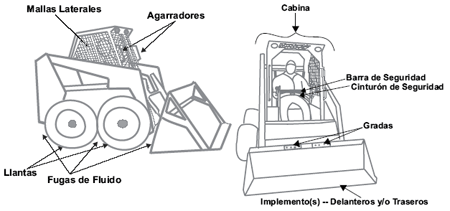 Mallas Laterales
Agarradores
Llantas
Fugas de Fluido
Cabina
Barra de Seguridad
Cinturón de Seguridad
Gradas
Implemento(s) -- Delanteros y/o Traseros